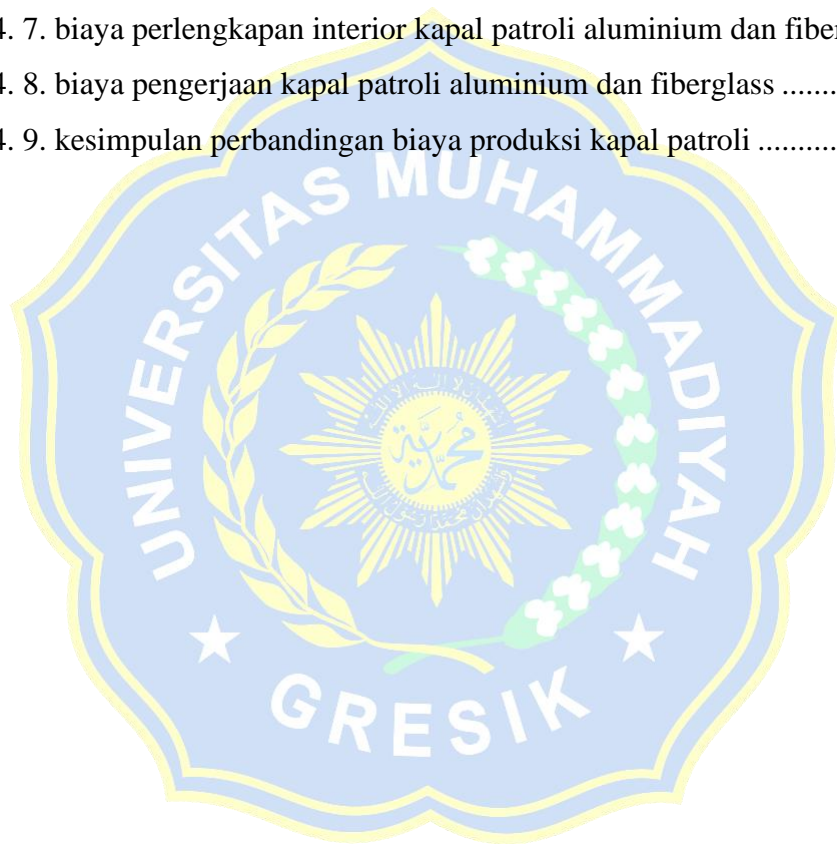 4. 7. biaya perlengkapan interior kapal patroli aluminium dan fiber
4. 8. biaya pengerjaan kapal patroli aluminium dan fiberglass .......
4. 9. kesimpulan perbandingan biaya produksi kapal patroli ..........
UNIVERSITAS MUHAMMADIYAH
GRESIK